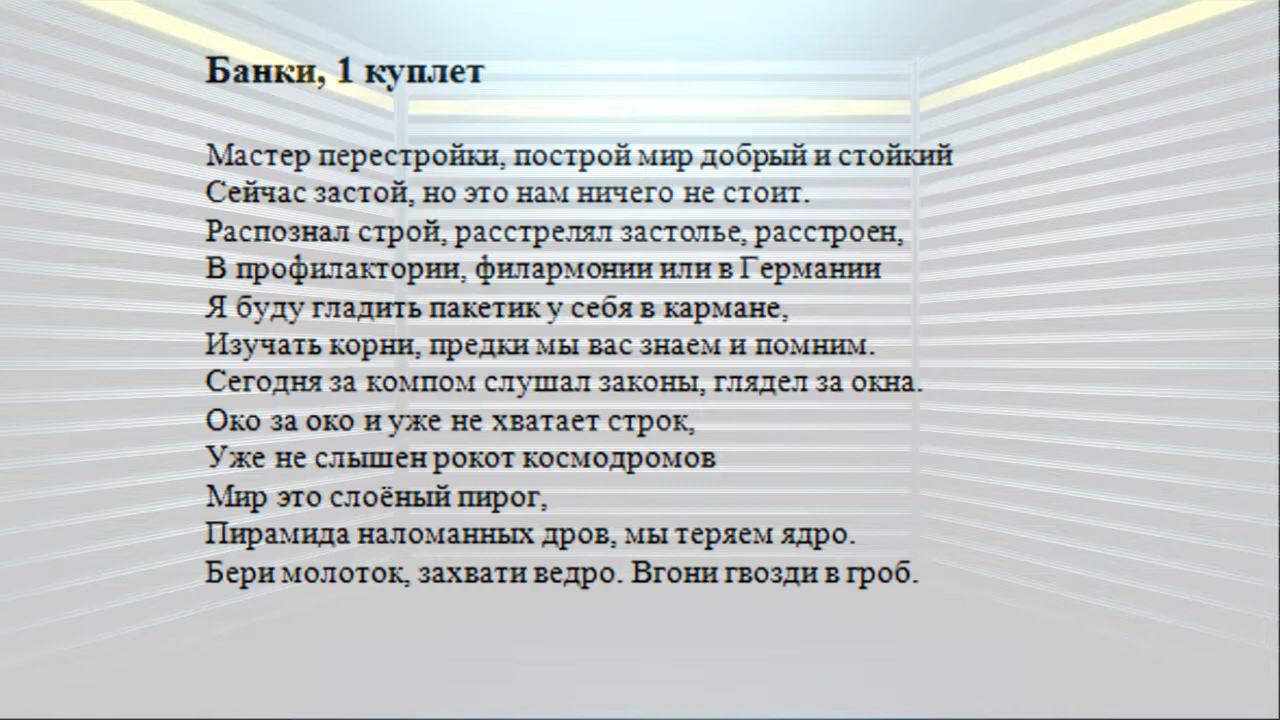 Банки, 1 куплет
Мастер перестройки, построй мир добрый и стойкий
Сейчас застой, но это нам ничего не стоит.
Распознал строй, расстрелял застолье, расстроен,
В профилактории, филармонии или в Германии
Я буду гладить пакетик у себя в кармане,
Изучать корни, предки мы вас знаем и помним.
Сегодня за компом слушал законы, глядел за окна.
Око за око и уже не хватает строк,
Уже не слышен рокот космодромов
Мир это слоёный пирог,
Пирамида наломанных дров, мы теряем ядро.
Бери молоток, захвати ведро. Вгони гвозди в гроб.